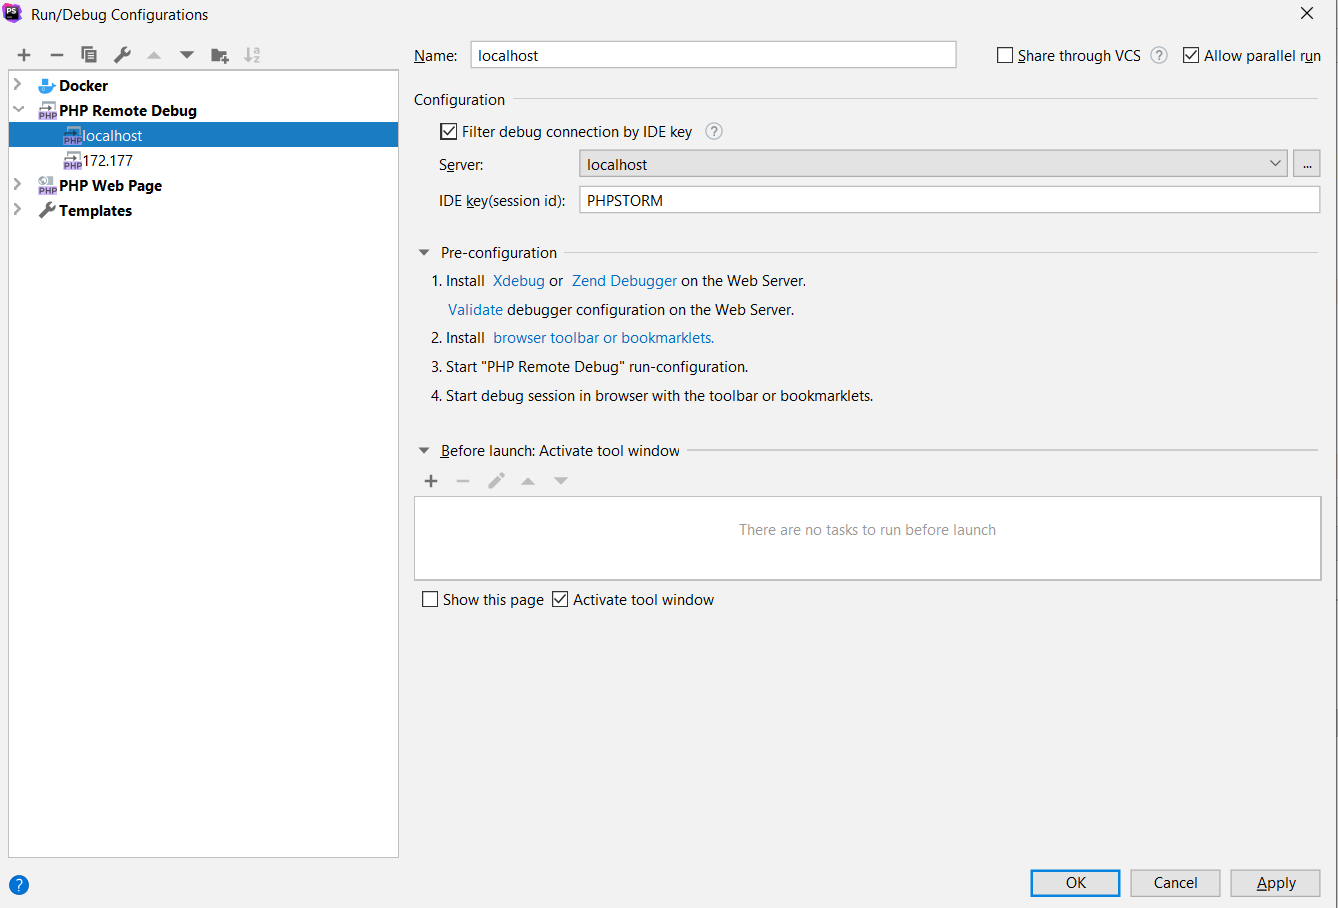 Run/Debug Configurations
Docker
PHP Remote Debug
localhost
172.177
PHP Web Page
Templates
Name: localhost Share through VCS ? Allow parallel run
Configuration
Filter debug connection by IDE key ?
Server: localhost ...
IDE key(session id): PHPSTORM
Pre-configuration
1. Install Xdebug or Zend Debugger on the Web Server.
Validate debugger configuration on the Web Server.
2. Install browser toolbar or bookmarklets.
3. Start "PHP Remote Debug" run-configuration.
4. Start debug session in browser with the toolbar or bookmarklets.
Before launch: Activate tool window
There are no tasks to run before launch
Show this page Activate tool window
? OK Cancel Apply